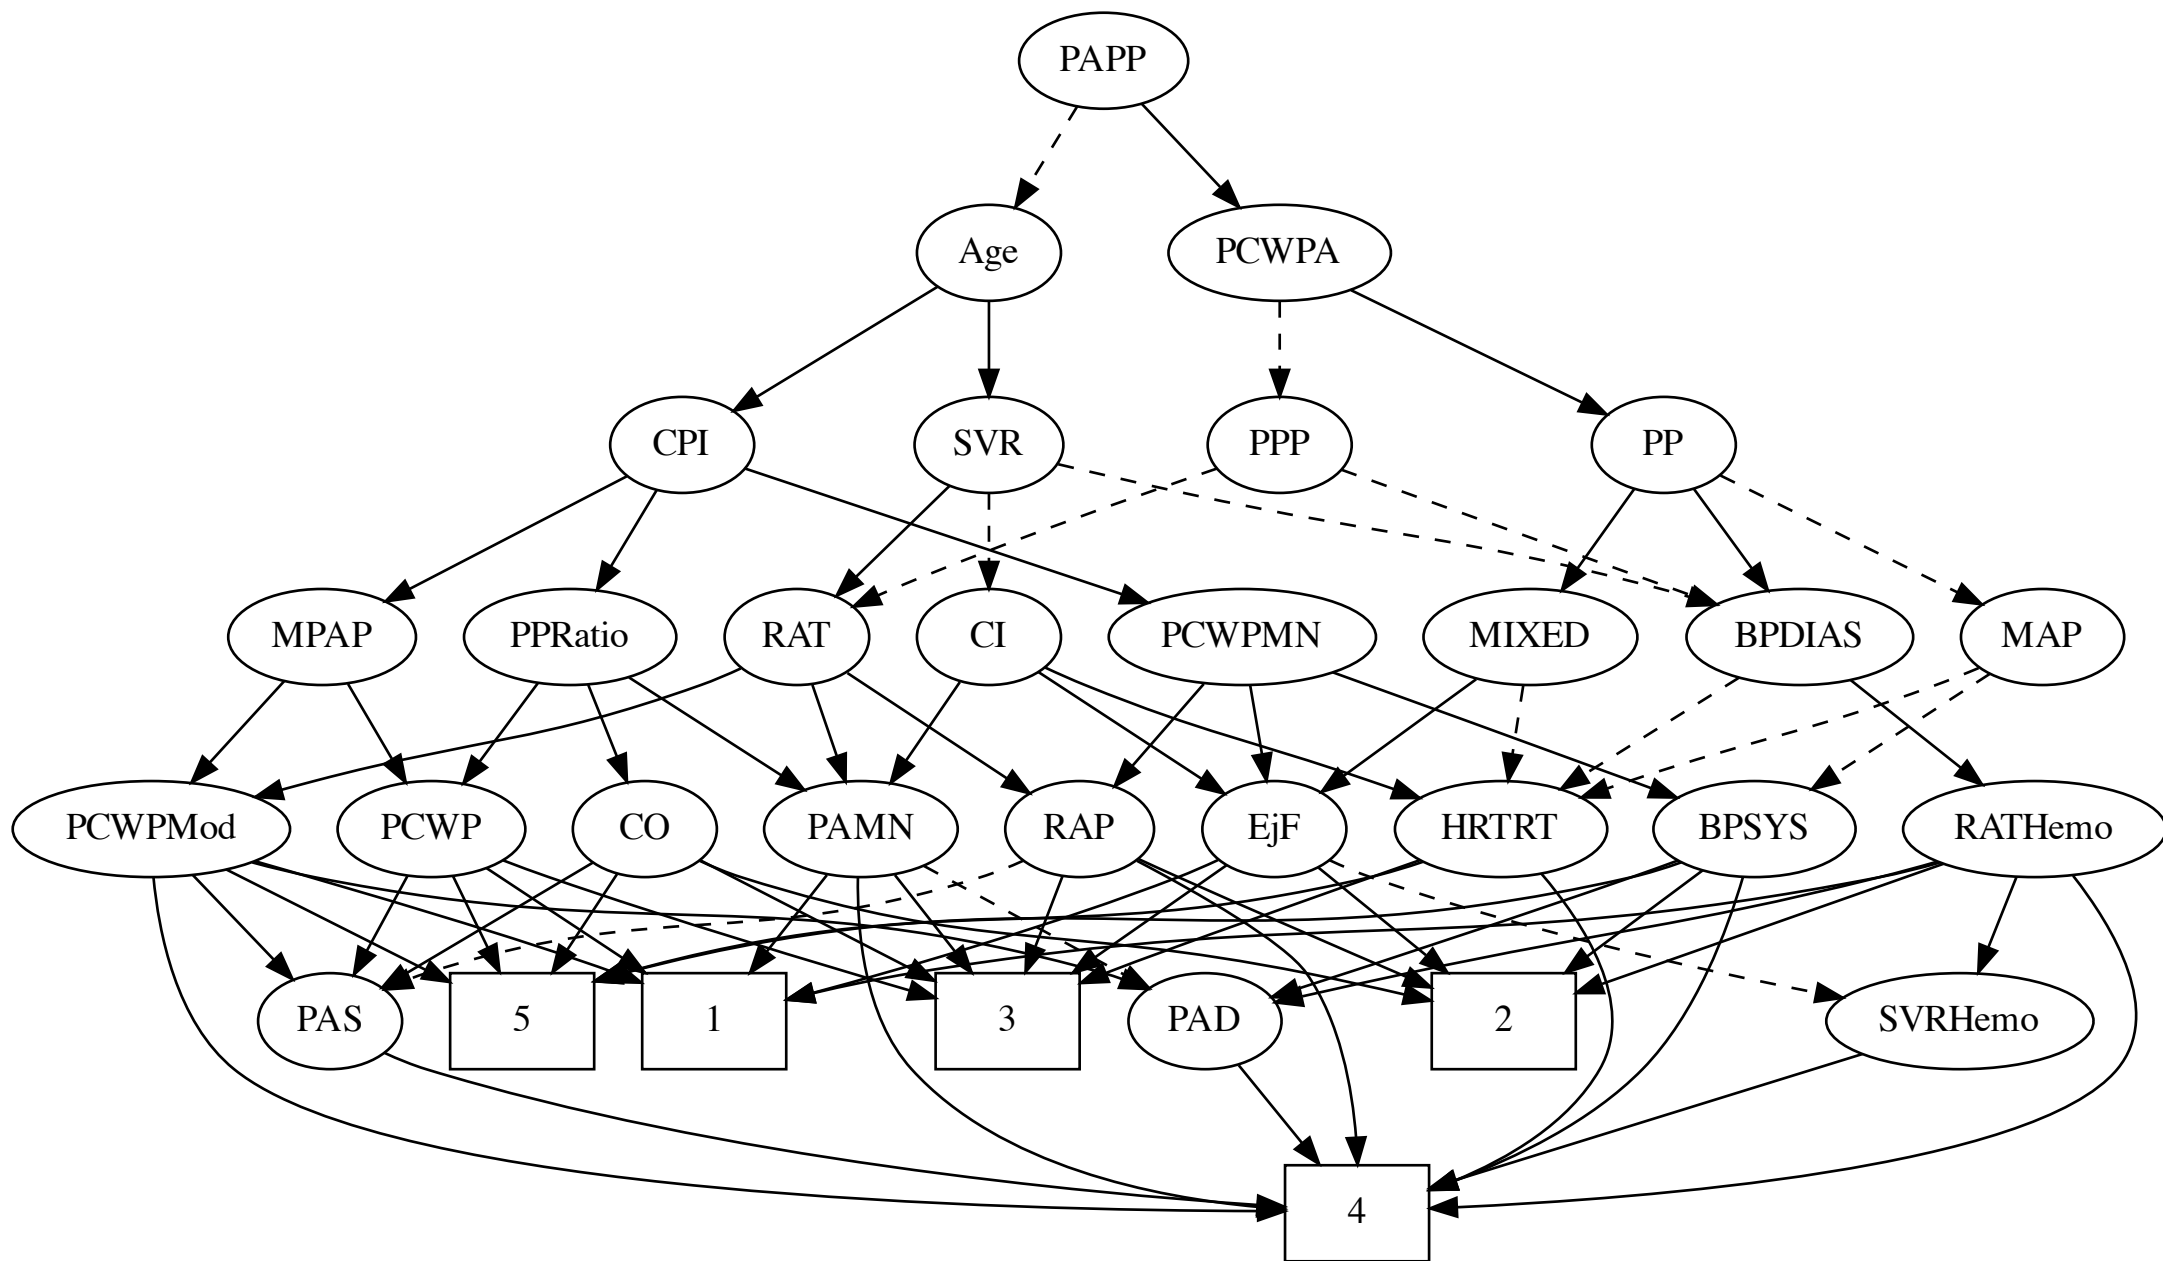 PAPP
Age
PCWPA
CPI
SVR
PPP
PP
MPAP
PPRatio
RAT
CI
PCWPMN
MIXED
BPDIAS
MAP
PCWPMod
PCWP
CO
PAMN
RAP
EjF
HRTRT
BPSYS
RATHemo
PAS
5
1
3
PAD
2
SVRHemo
4